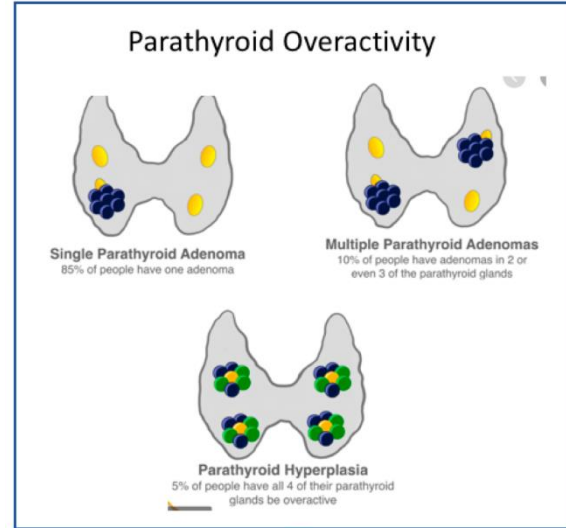 Parathyroid Overactivity
Single Parathyroid Adenoma
85% of people have one adenoma
Multiple Parathyroid Adenomas
10% of people have adenomas in 2 or
even 3 of the parathyroid glands
Parathyroid Hyperplasia
5% of people have all 4 of their parathyroid
glands be overactive